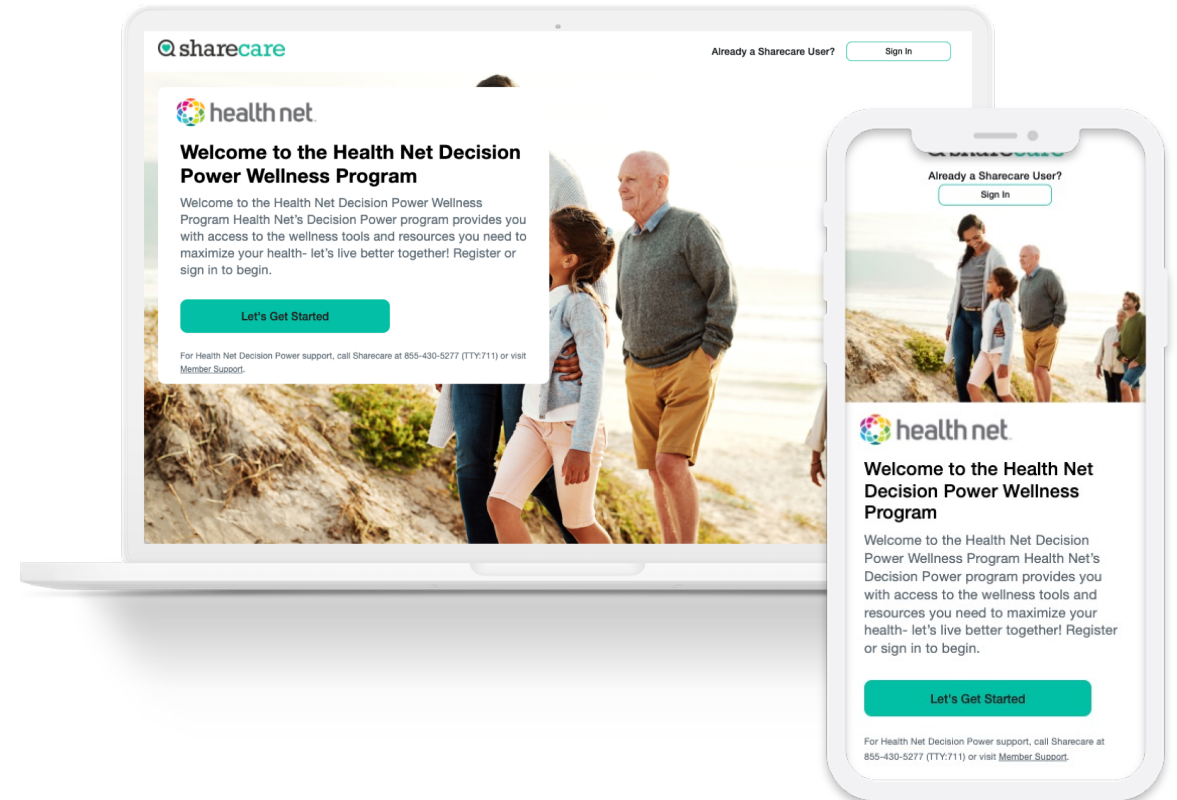 sharecare
Already a Sharecare User?
Sign In
health net.
Welcome to the Health Net Decision
Power Wellness Program
Welcome to the Health Net Decision Power Wellness
Program Health Net's Decision Power program provides you
with access to the wellness tools and resources you need to
maximize your health- let's live better together! Register or
sign in to begin.
Let's Get Started
For Health Net Decision Power support, call Sharecare at 855-430-5277 (TTY:711) or visit
Member Support.
sharecare
Already a Sharecare User?
Sign In
health net.
Welcome to the Health Net
Decision Power Wellness
Program
Welcome to the Health Net Decision
Power Wellness Program Health Net's
Decision Power program provides you
with access to the wellness tools and
resources you need to maximize your
health- let's live better together! Register
or sign in to begin.
Let's Get Started
For Health Net Decision Power support, call Sharecare at
855-430-5277 (TTY:711) or visit Member Support.